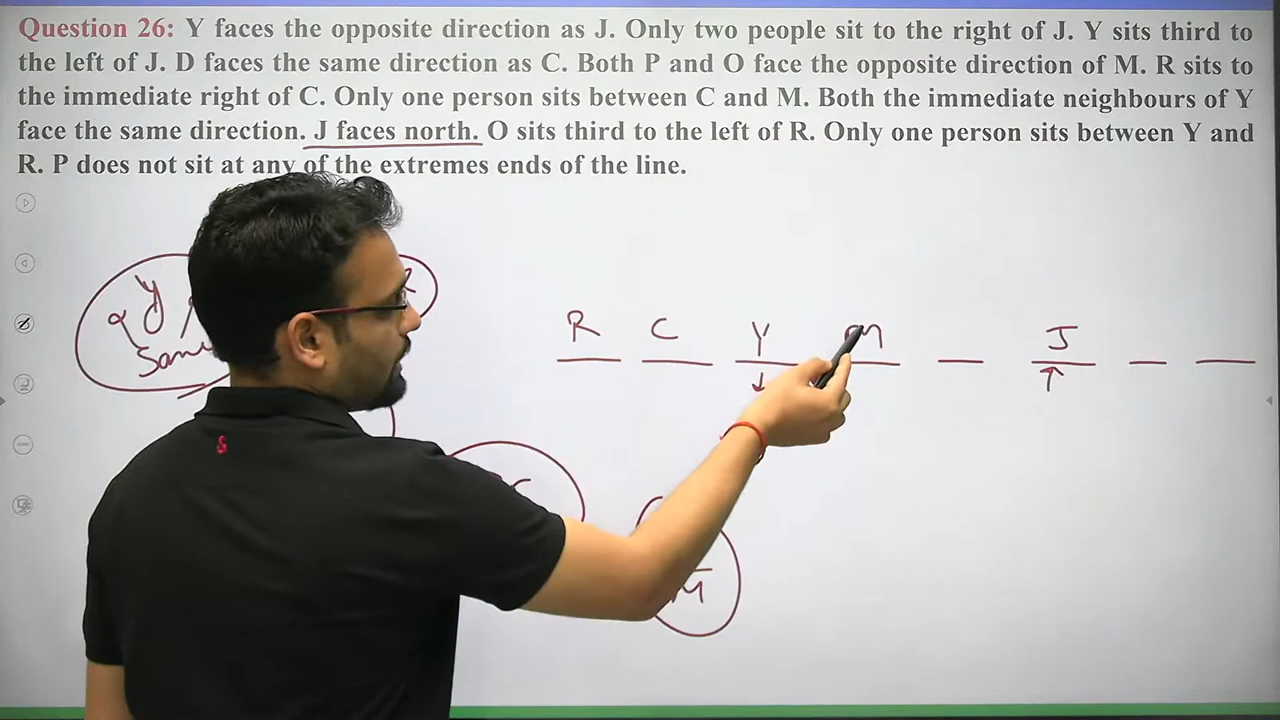 Question 26: Y faces the opposite direction as J. Only two people sit to the right of J. Y sits third to
the left of J. D faces the same direction as C. Both P and O face the opposite direction of M. R sits to
the immediate right of C. Only one person sits between C and M. Both the immediate neighbours of Y
face the same direction. J faces north. O sits third to the left of R. Only one person sits between Y and
R. P does not sit at any of the extremes ends of the line.
R C Y M J
Y
Sam
M